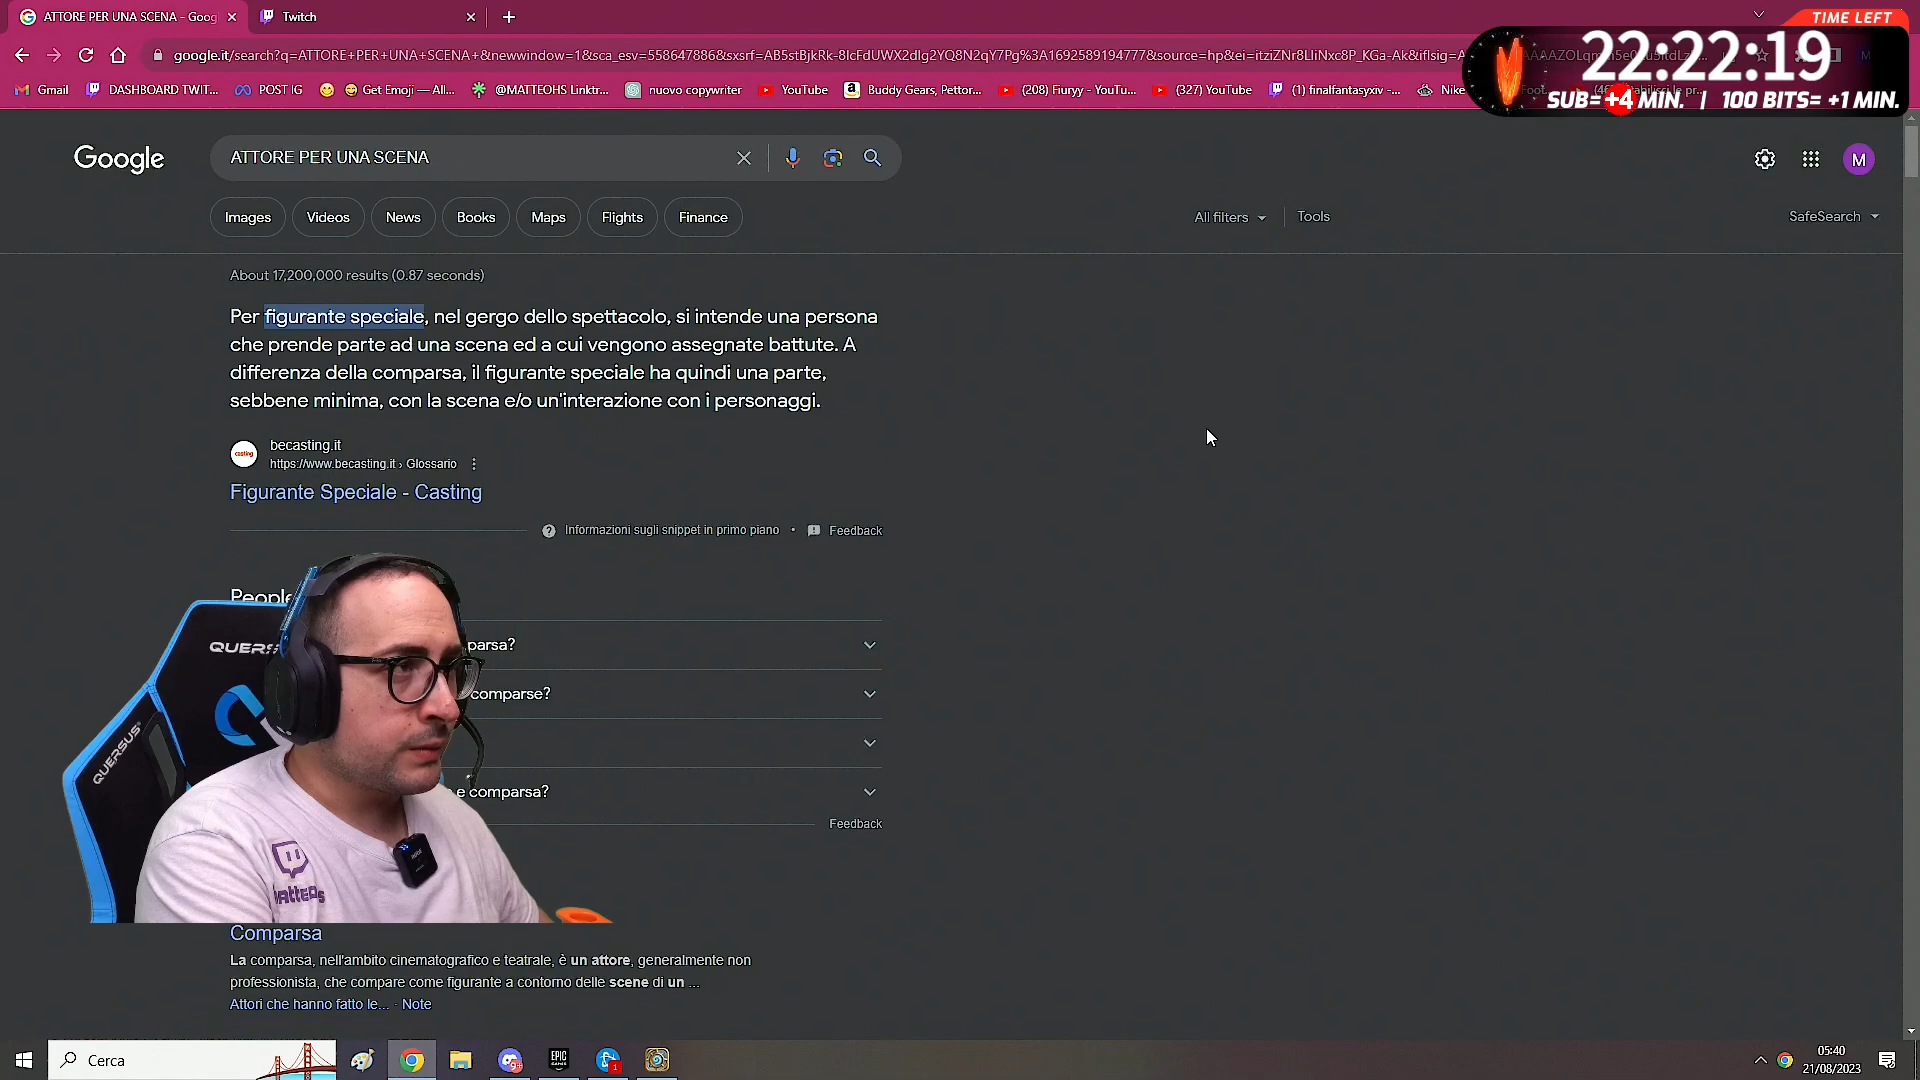 ATTORE PER UNA SCENA - Goog
Twitch
TIME LEFT
22:22:19
SUB= +4 MIN. | 100 BITS= +1 MIN.
Gmail
DASHBOARD TWIT...
POST IG
Get Emoji — All...
@MATTEOHS Linktr...
nuovo copywriter
YouTube
Buddy Gears, Pettor...
(208) Fiuryy - YouTu...
(327) YouTube
(1) finalfantasyxiv -...
Nike
Google
ATTORE PER UNA SCENA
M
Images
Videos
News
Books
Maps
Flights
Finance
All filters
Tools
SafeSearch
About 17,200,000 results (0.87 seconds)
Per figurante speciale, nel gergo dello spettacolo, si intende una persona
che prende parte ad una scena ed a cui vengono assegnate battute. A
differenza della comparsa, il figurante speciale ha quindi una parte,
sebbene minima, con la scena e/o un'interazione con i personaggi.
casting
becasting.it
https://www.becasting.it › Glossario
Figurante Speciale - Casting
Informazioni sugli snippet in primo piano
Feedback
People
parsa?
comparse?
e comparsa?
Feedback
QUERSUS
Comparsa
La comparsa, nell'ambito cinematografico e teatrale, è un attore, generalmente non
professionista, che compare come figurante a contorno delle scene di un ...
Attori che hanno fatto le... · Note
Cerca
EPIC
GAMES
05:40
21/08/2023